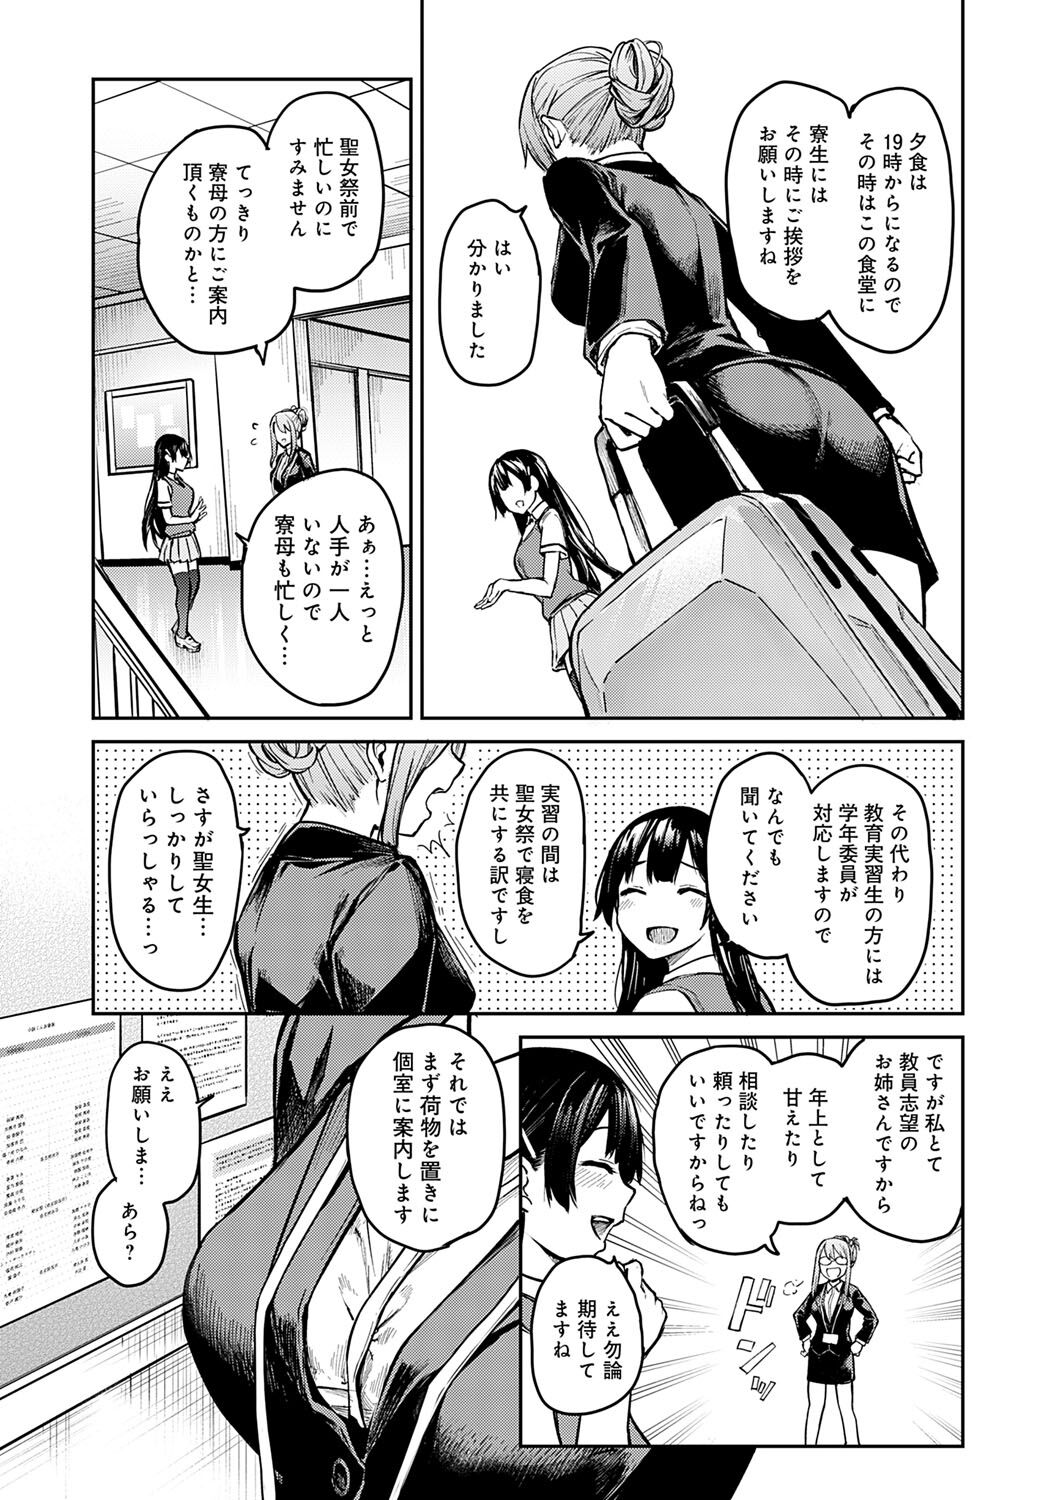 夕食は
19時からになるので
その時はこの食堂に
寮生には
その時にご挨拶を
お願いしますね
はい
分かりました
聖女祭前で
忙しいのに
すみません
てっきり
寮母の方にご案内
頂くものかと…
あぁ…えっと
人手が一人
いないので
寮母も忙しく…
その代わり
教育実習生の方には
学年委員が
対応しますので
なんでも
聞いてください
実習の間は
聖女祭で寝食を
共にする訳ですし
さすが聖女生…
しっかりして
いらっしゃる…っ
ですが私とて
教員志望の
お姉さんですから
年上として
甘えたり
相談したり
頼ったりしても
いいですからねっ
ドドンッ
ええ勿論
期待して
ますね
それでは
まず荷物を置きに
個室に案内します
ええ
お願いしま…
あら?